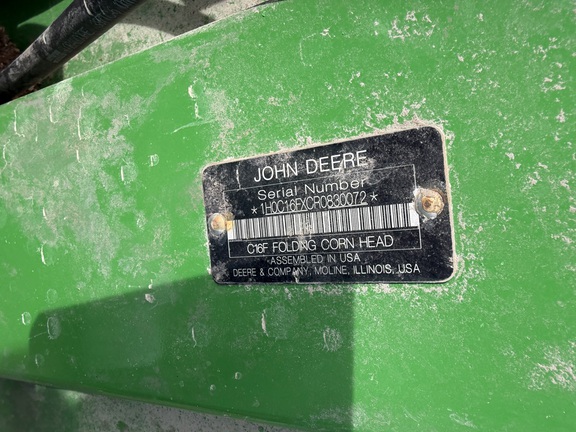 JOHN DEERE
Serial Number
*1H0C16FXCR0830072*
C16F FOLDING CORN HEAD
ASSEMBLED IN USA
DEERE & COMPANY, MOLINE, ILLINOIS, USA